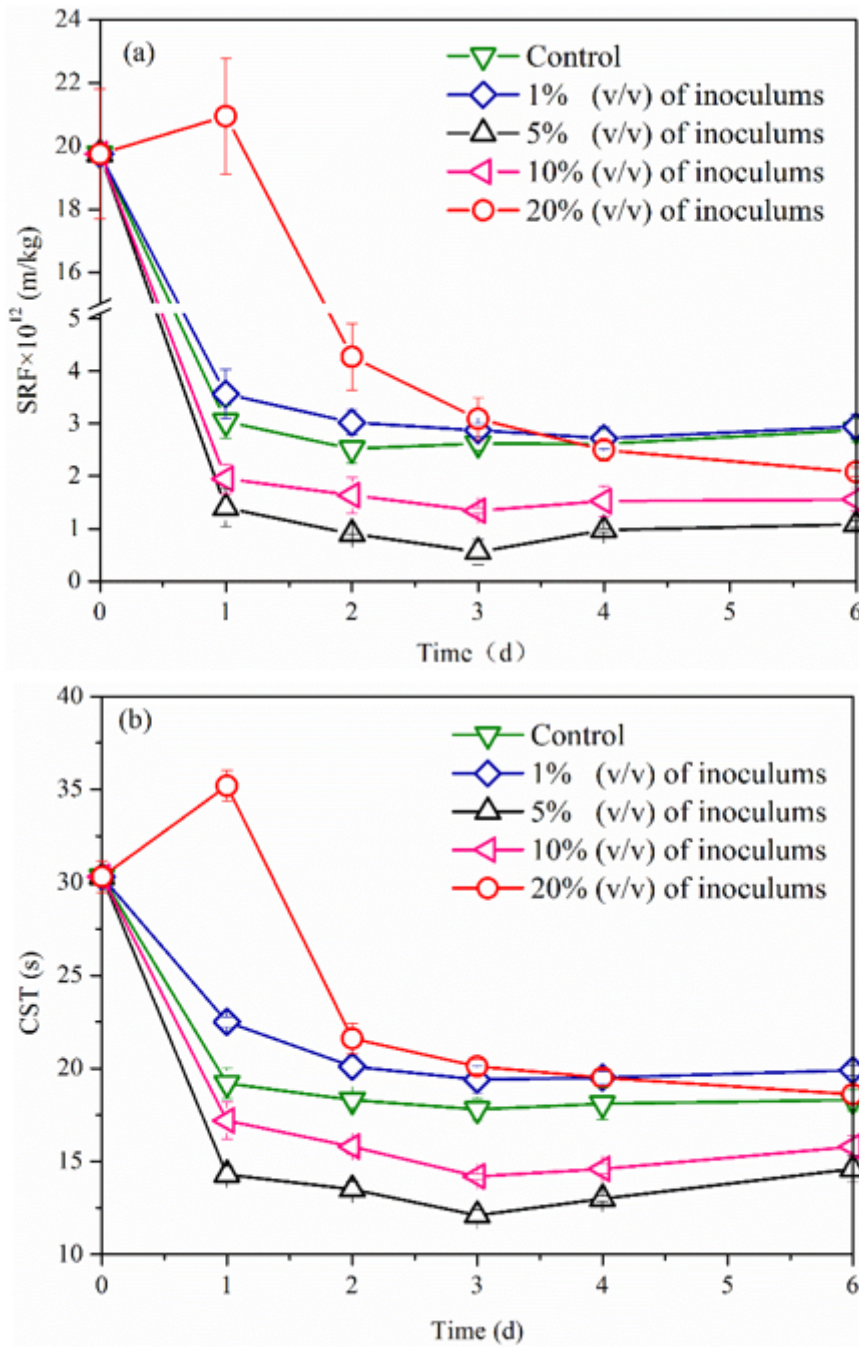 (a)
Control
1% (v/v) of inoculums
5% (v/v) of inoculums
10% (v/v) of inoculums
20% (v/v) of inoculums
24
22
20
18
16
5
4
3
2
1
0
SRF×10¹² (m/kg)
0 1 2 3 4 5 6
Time (d)
(b)
Control
1% (v/v) of inoculums
5% (v/v) of inoculums
10% (v/v) of inoculums
20% (v/v) of inoculums
40
35
30
25
20
15
10
CST (s)
0 1 2 3 4 5 6
Time (d)